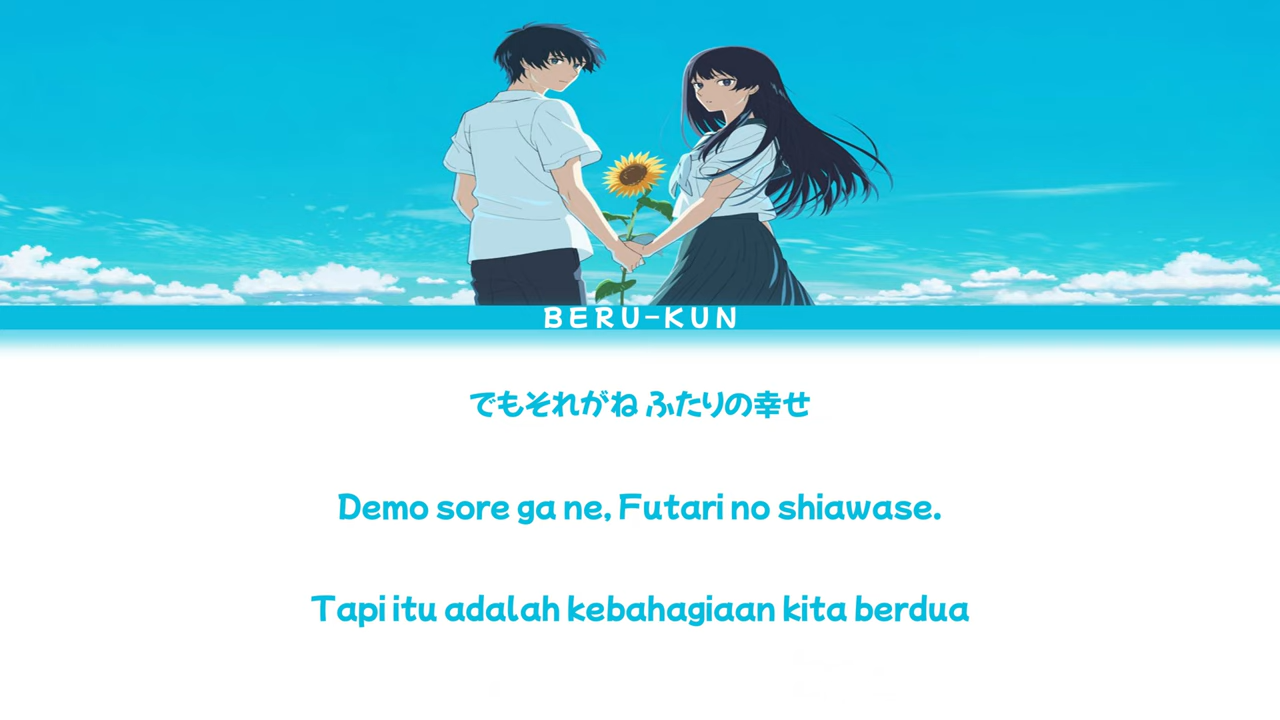 BERU-KUN
でもそれがね ふたりの幸せ
Demo sore ga ne, Futari no shiawase.
Tapi itu adalah kebahagiaan kita berdua